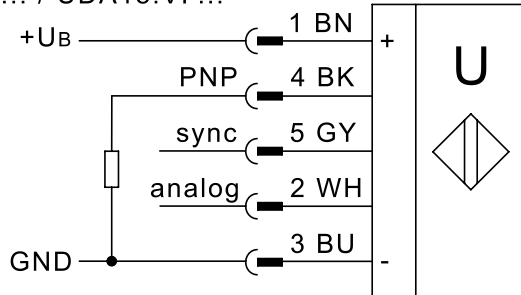 +UB 1 BN +
PNP 4 BK
sync 5 GY
analog 2 WH
GND 3 BU -
U